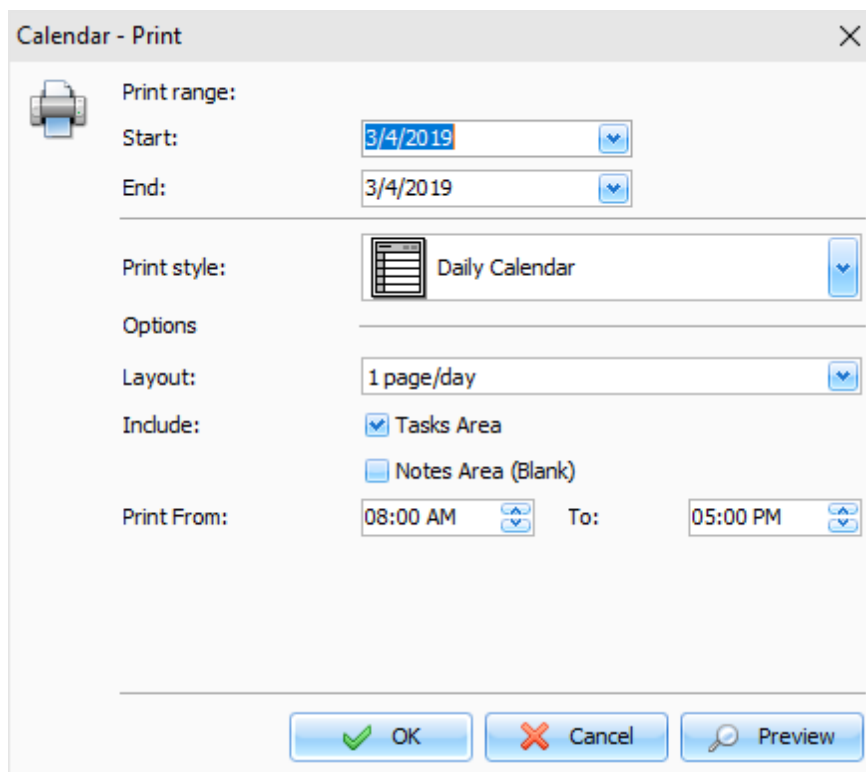 Calendar - Print
Print range:
Start: 3/4/2019
End: 3/4/2019
Print style: Daily Calendar
Options
Layout: 1 page/day
Include: Tasks Area
Notes Area (Blank)
Print From: 08:00 AM To: 05:00 PM
OK Cancel Preview